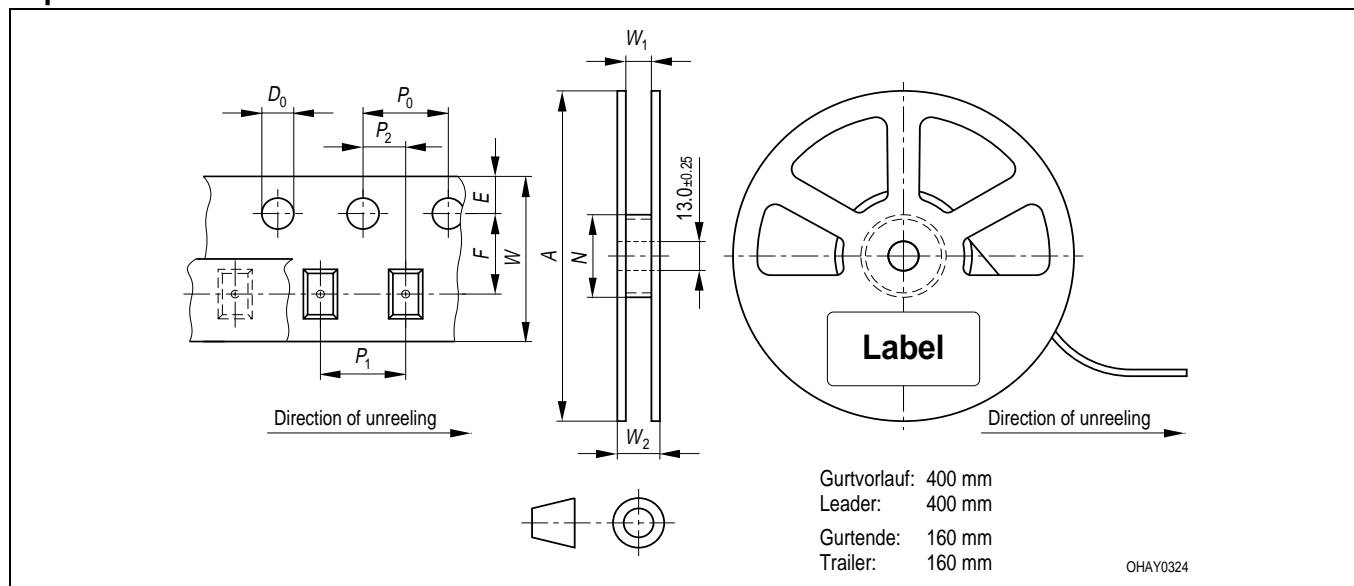 W₁
D₀
P₀
P₂
E
F
W
A
N
13.0±0.25
Label
P₁
Direction of unreeling
W₂
Direction of unreeling
Gurtvorlauf: 400 mm
Leader: 400 mm
Gurtende: 160 mm
Trailer: 160 mm
OHAY0324